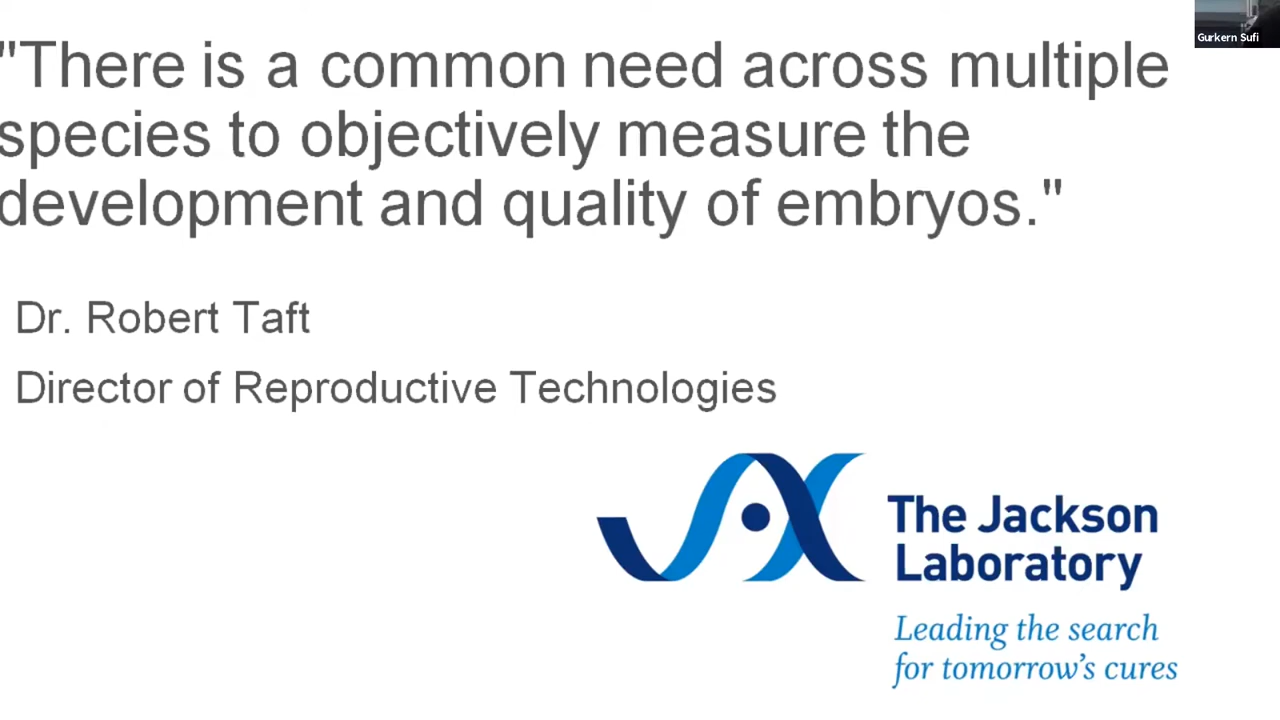 Gurkern Sufi
"There is a common need across multiple
species to objectively measure the
development and quality of embryos."
Dr. Robert Taft
Director of Reproductive Technologies
The Jackson
Laboratory
Leading the search
for tomorrow's cures